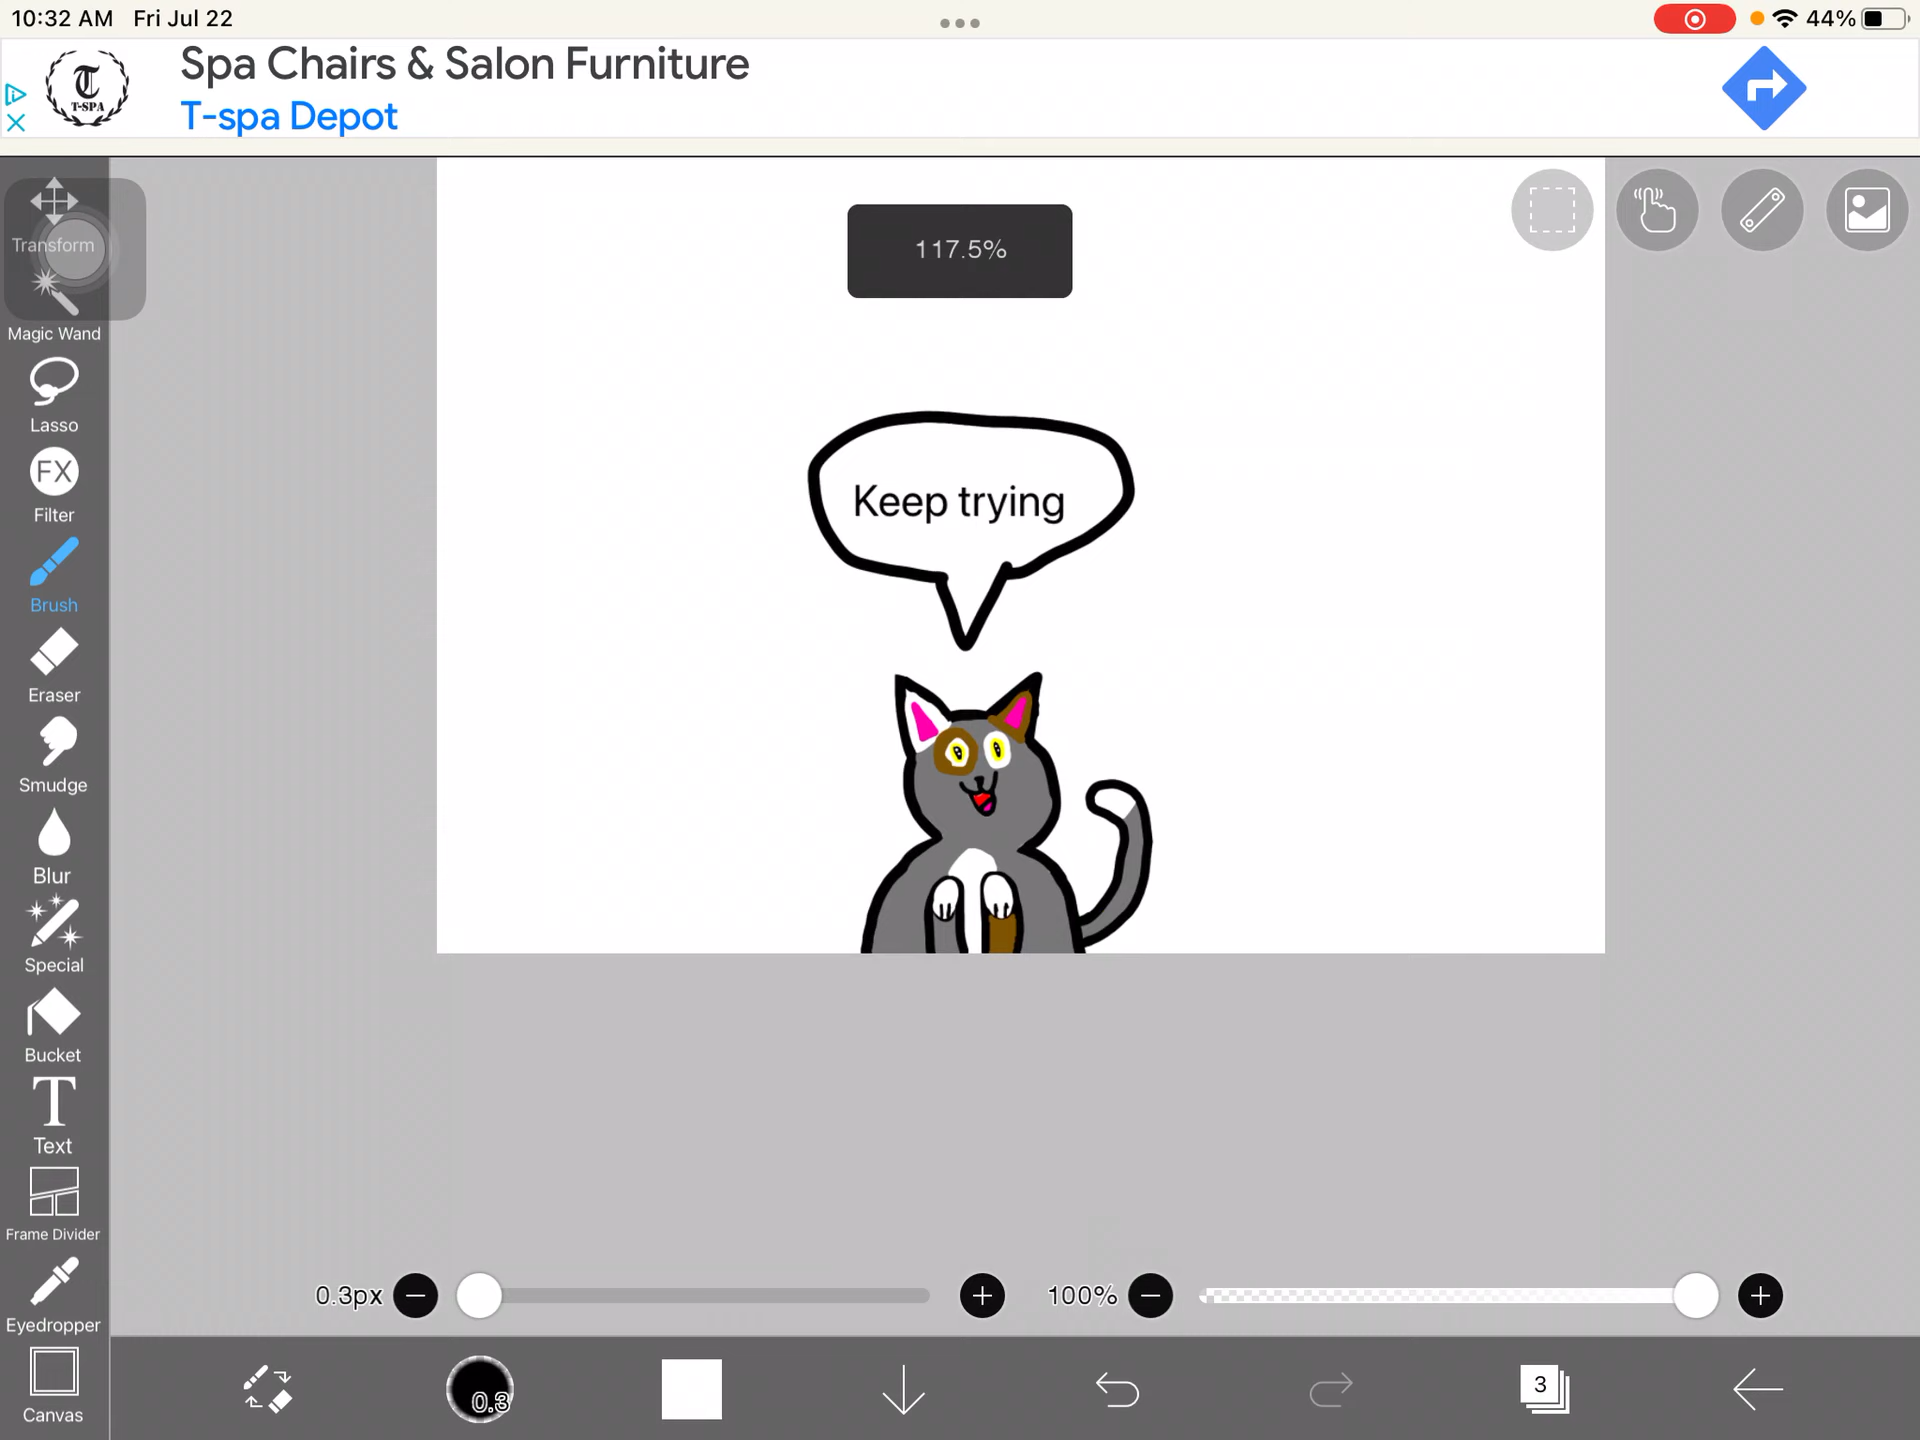 10:32 AM Fri Jul 22
44%
Spa Chairs & Salon Furniture
T
T-SPA
T-spa Depot
Transform
117.5%
Magic Wand
Lasso
FX
Filter
Keep trying
Brush
Eraser
Smudge
Blur
Special
Bucket
T
Text
Frame Divider
Eyedropper
0.3px
100%
Canvas
0.3
3